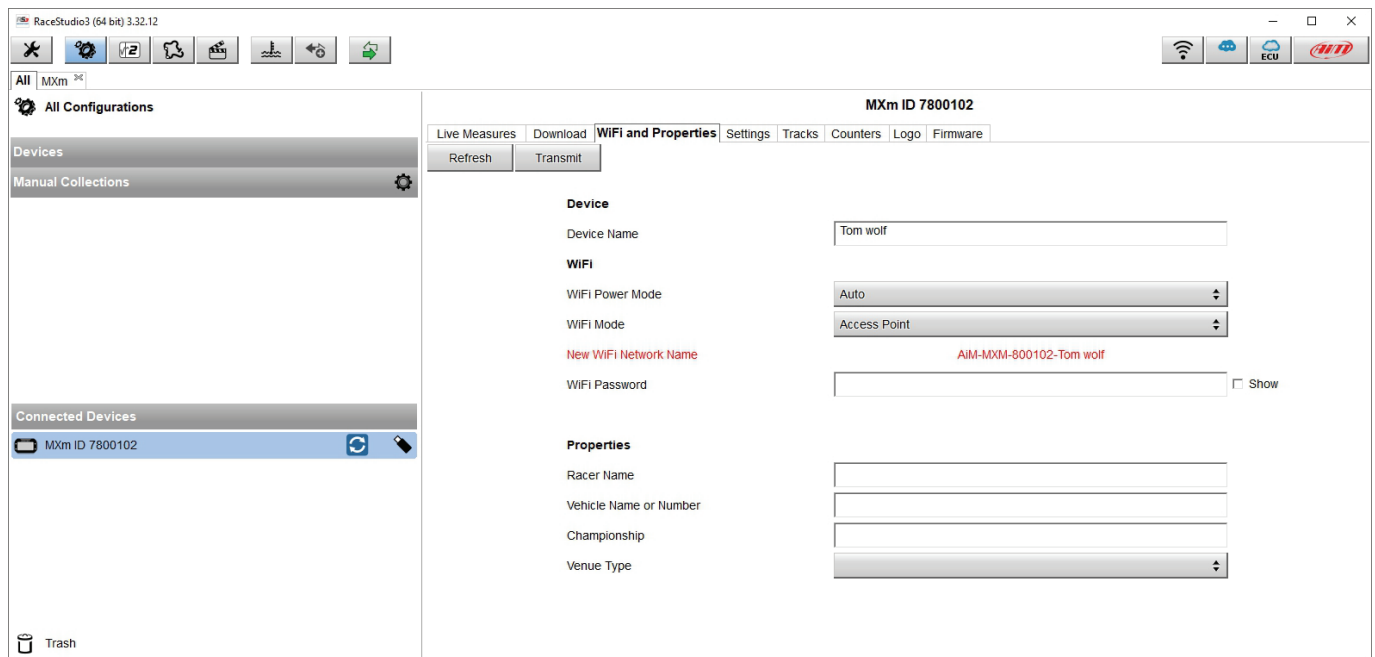 RaceStudio3 (64 bit) 3.32.12
ECU
AiM
All MXm
All Configurations
Devices
Manual Collections
Connected Devices
MXm ID 7800102
Trash
MXm ID 7800102
Live Measures Download WiFi and Properties Settings Tracks Counters Logo Firmware
Refresh Transmit
Device
Device Name Tom wolf
WiFi
WiFi Power Mode Auto
WiFi Mode Access Point
New WiFi Network Name AiM-MXM-800102-Tom wolf
WiFi Password Show
Properties
Racer Name
Vehicle Name or Number
Championship
Venue Type